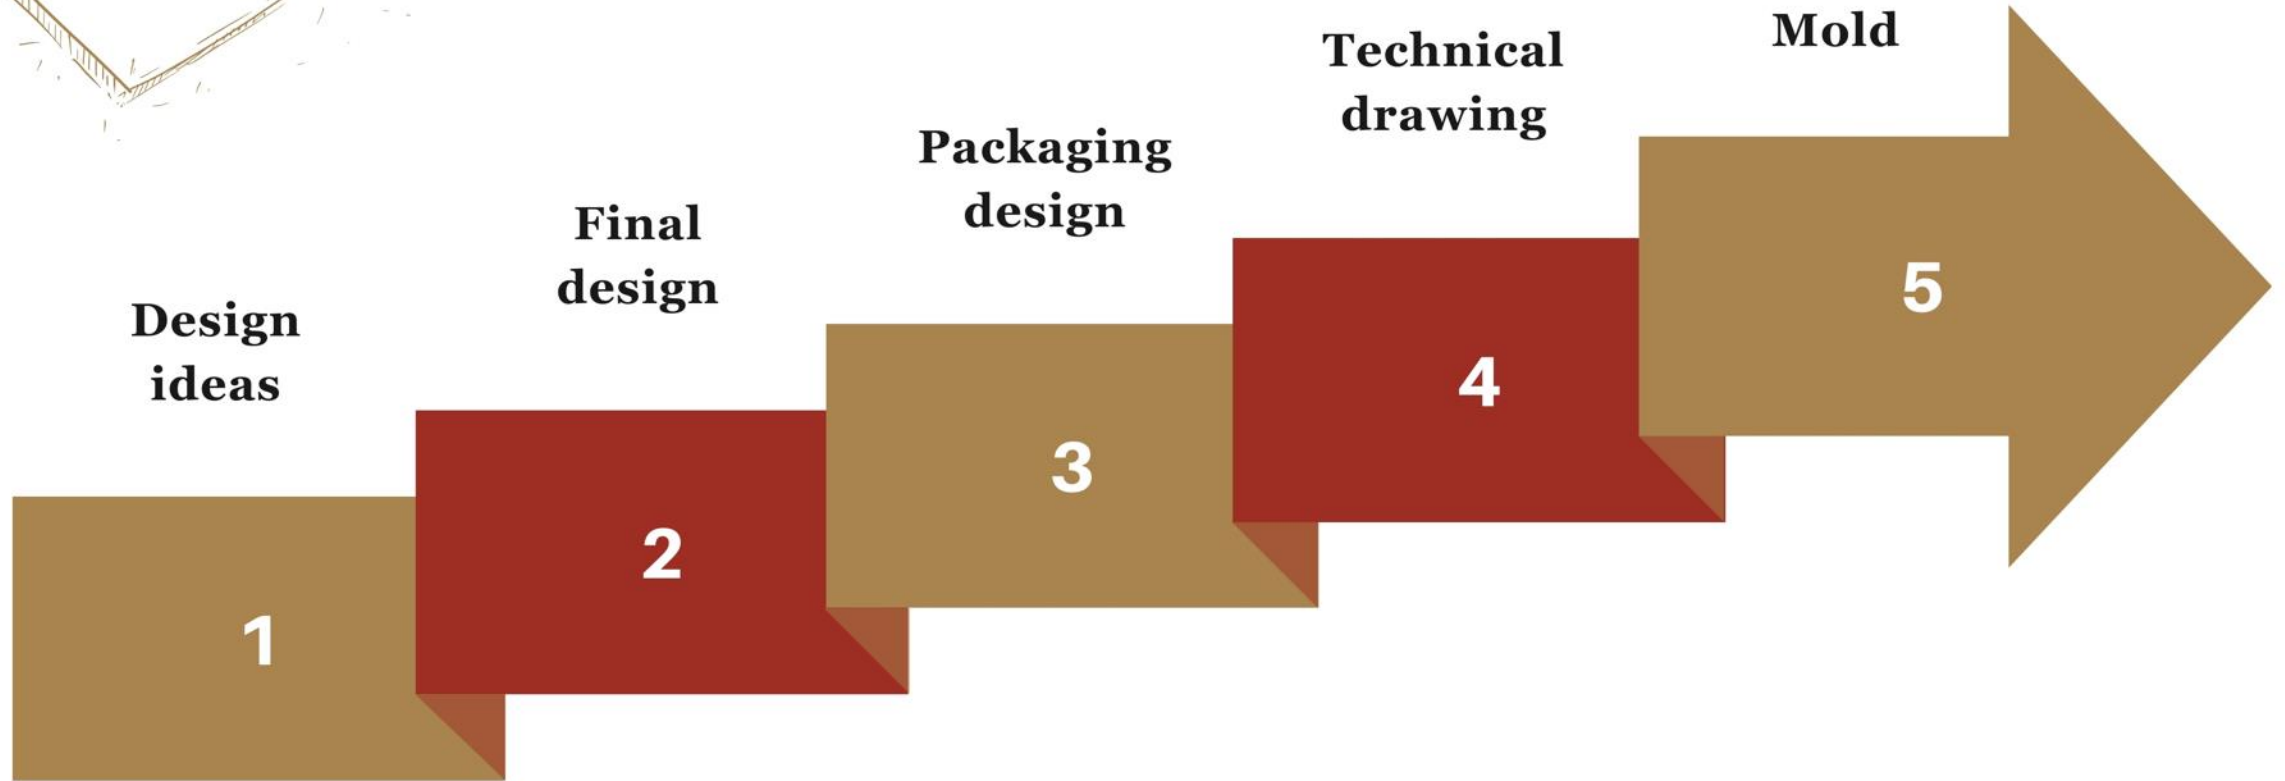 Design
ideas
1
Final
design
2
Packaging
design
3
Technical
drawing
4
Mold
5